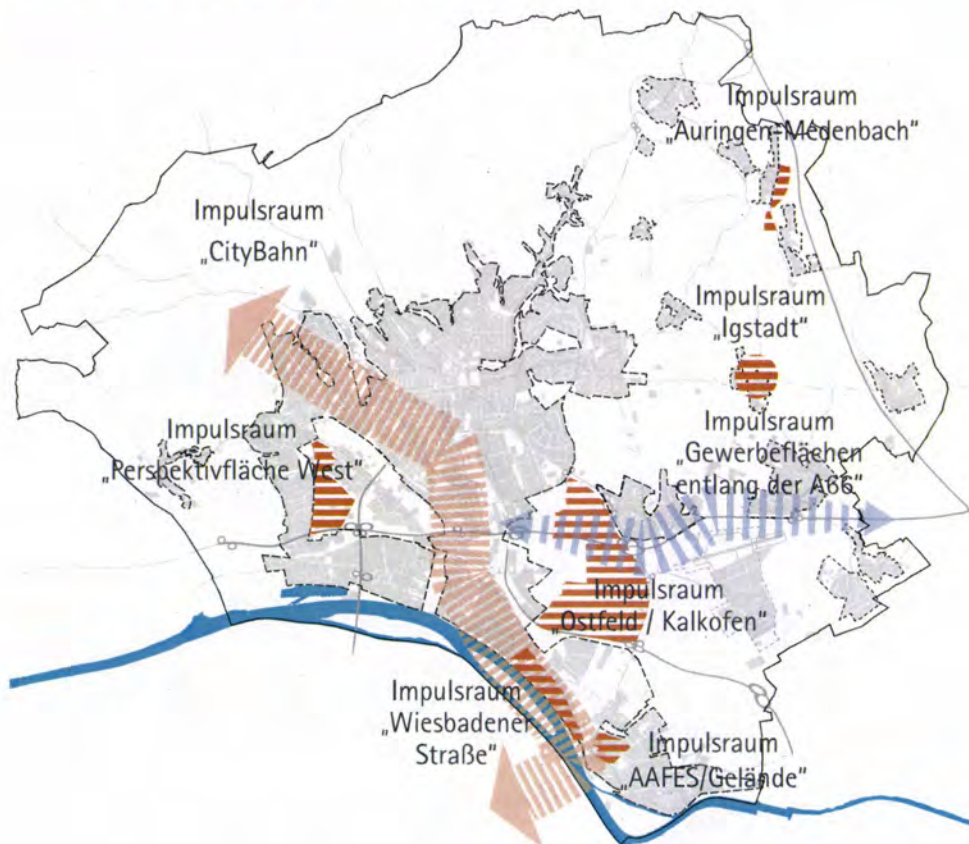 Impulsraum
„Auringen-Medenbach“
Impulsraum
„CityBahn“
Impulsraum
„Igstadt“
Impulsraum
„Perspektivfläche West“
Impulsraum
„Gewerbeflächen
entlang der A66“
Impulsraum
„Ostfeld / Kalkofen“
Impulsraum
„Wiesbadener
Straße“
Impulsraum
„AAFES/Gelände“